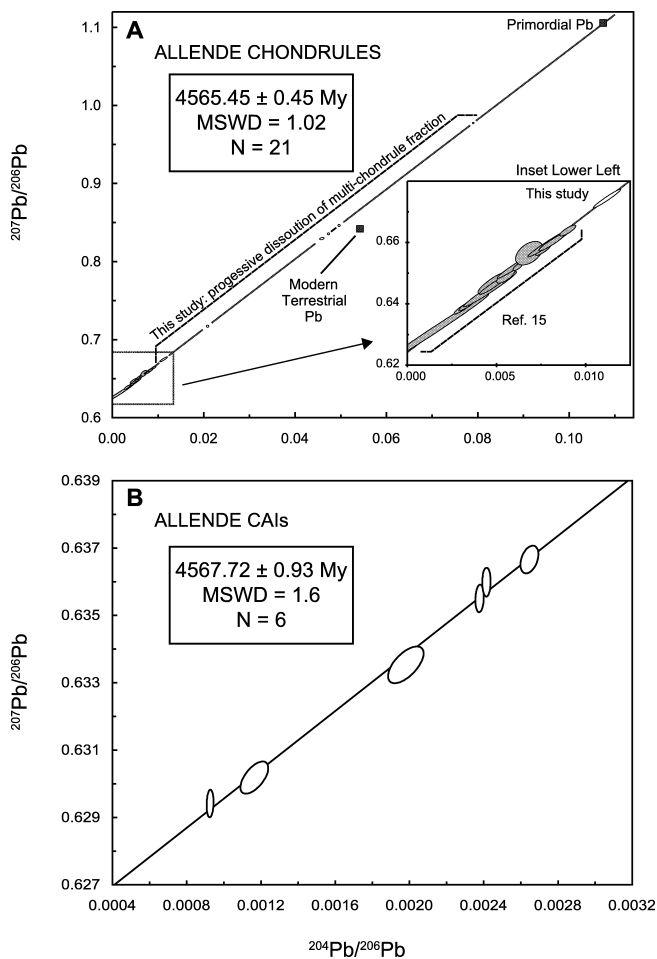 A
ALLENDE CHONDRULES
4565.45 ± 0.45 My
MSWD = 1.02
N = 21
Primordial Pb
This study: progessive dissoution of multi-chondrule fraction
Modern
Terrestrial
Pb
Inset Lower Left
This study
Ref. 15
0.66
0.64
0.62
0.000
0.005
0.010
1.1
1.0
0.9
0.8
0.7
0.6
²⁰⁷Pb/²⁰⁶Pb
0.00
0.02
0.04
0.06
0.08
0.10
B
ALLENDE CAIs
4567.72 ± 0.93 My
MSWD = 1.6
N = 6
0.639
0.637
0.635
0.633
0.631
0.629
0.627
²⁰⁷Pb/²⁰⁶Pb
0.0004
0.0008
0.0012
0.0016
0.0020
0.0024
0.0028
0.0032
²⁰⁴Pb/²⁰⁶Pb